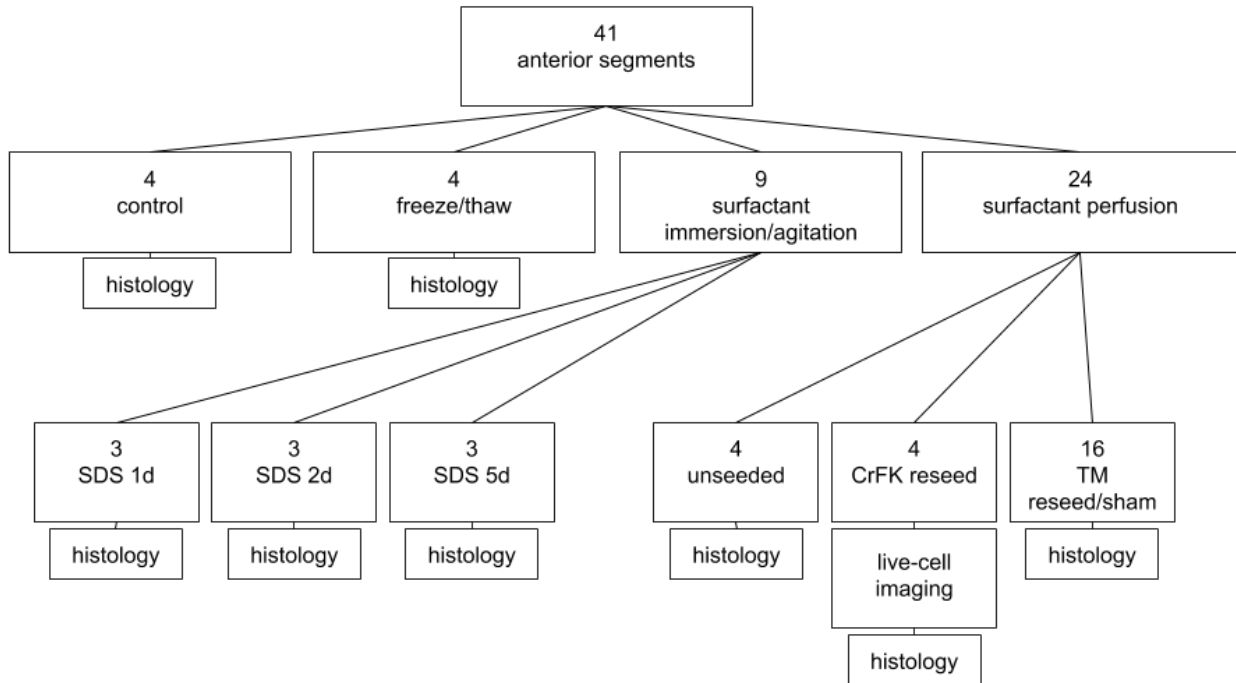 41
anterior segments
4
control
4
freeze/thaw
9
surfactant
immersion/agitation
24
surfactant perfusion
histology
histology
3
SDS 1d
3
SDS 2d
3
SDS 5d
4
unseeded
4
CrFK reseed
16
TM
reseed/sham
histology
histology
histology
histology
live-cell
imaging
histology
histology